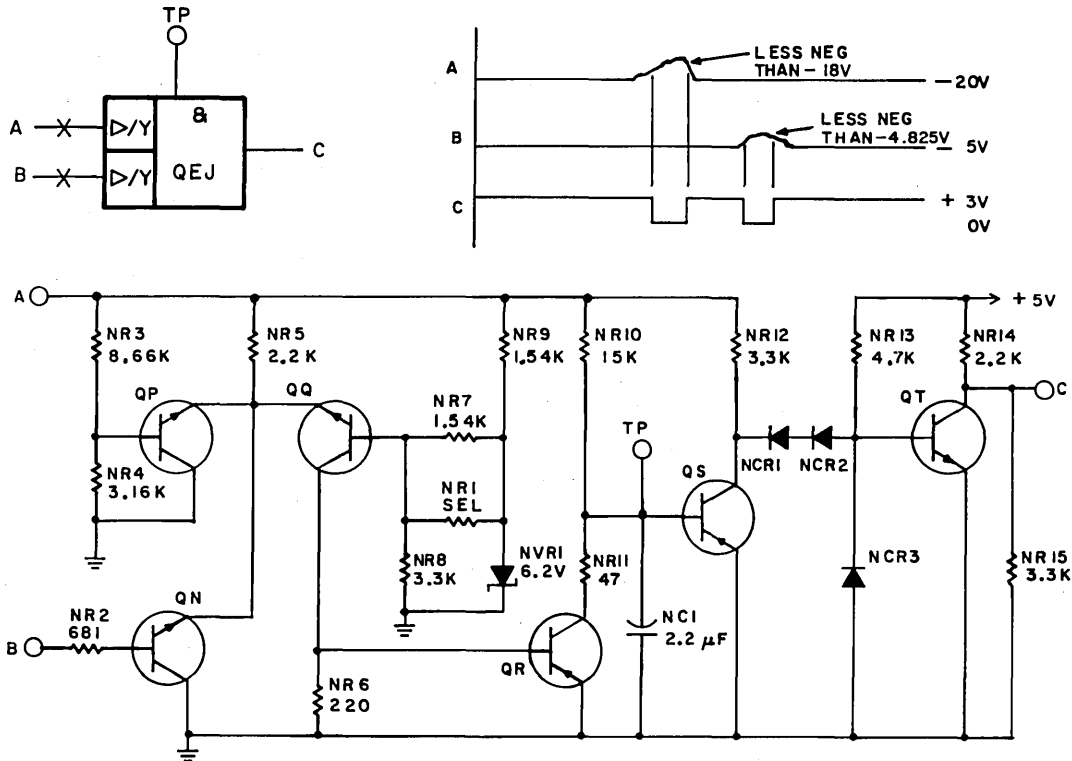 TP
A
▷/Y
&
B
▷/Y
QEJ
C
A
LESS NEG
THAN-18V
-20V
B
LESS NEG
THAN-4.825V
- 5V
C
+ 3V
0V
A
+5V
NR3
8.66K
NR5
2.2K
NR9
1.54K
NR10
15K
NR12
3.3K
NR13
4.7K
NR14
2.2K
QP
QQ
NR7
1.54K
TP
QT
C
NR4
3.16K
NR1
SEL
QS
NCR1
NCR2
NR8
3.3K
NVR1
6.2V
NR11
47
NCR3
NR15
3.3K
B
NR2
681
QN
NC1
2.2 µF
QR
NR6
220